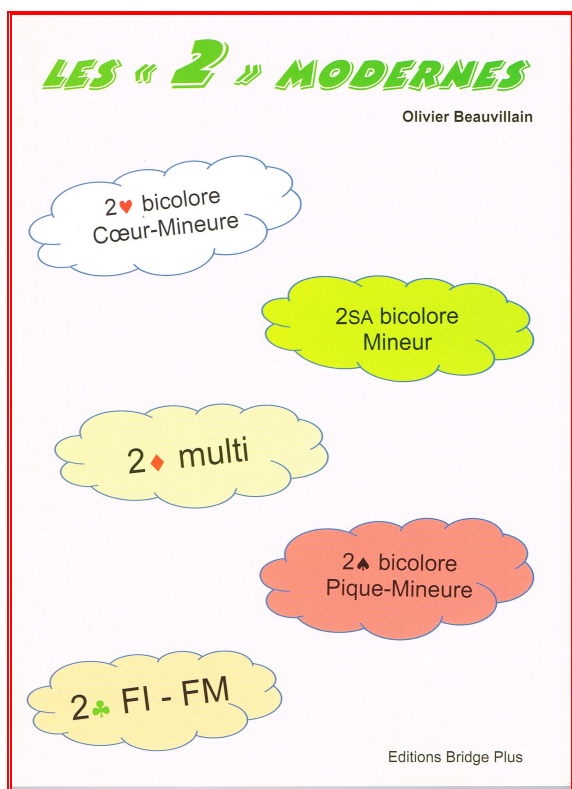 LES « 2 » MODERNES
Olivier Beauvillain
2♥ bicolore
Cœur-Mineure
2SA bicolore
Mineur
2♦ multi
2♠ bicolore
Pique-Mineure
2♣ FI - FM
Editions Bridge Plus